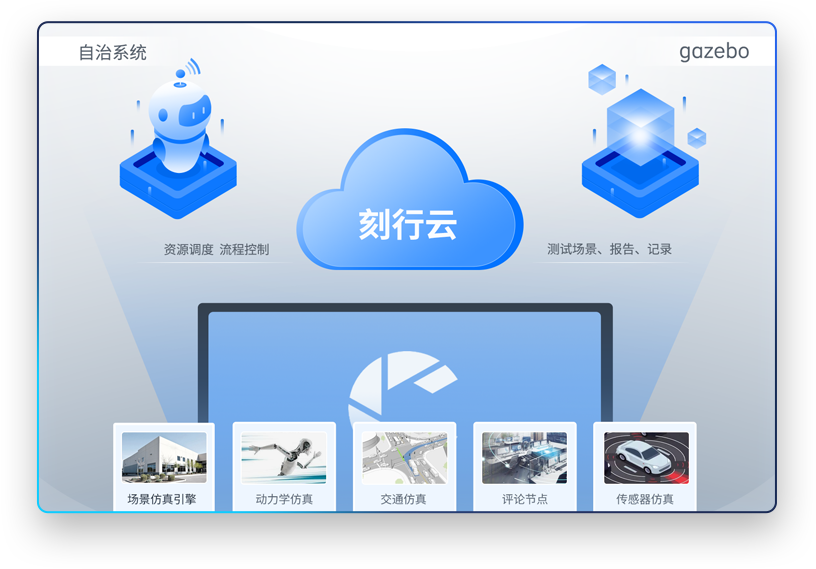 自治系统
gazebo
刻行云
资源调度 流程控制
测试场景、报告、记录
场景仿真引擎
动力学仿真
交通仿真
评论节点
传感器仿真